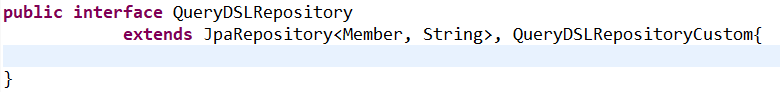 public interface QueryDSLRepository
extends JpaRepository<Member, String>, QueryDSLRepositoryCustom{
}